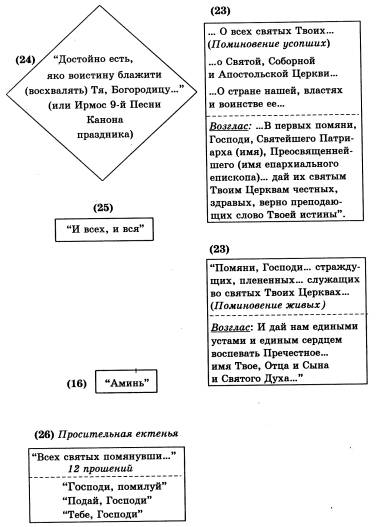 (23)
... О всех святых Твоих...
(Поминовение усопших)
...о Святой, Соборной
и Апостольской Церкви...
...О стране нашей, властях
и воинстве ее...
Возглас: ...В первых помяни,
Господи, Святейшего Патри-
арха (имя), Преосвященней-
шего (имя епархиального
епископа)... дай их святым
Твоим Церквам честных,
здравых, верно преподаю-
щих слово Твоей истины”.
(24)
“Достойно есть,
яко воистину блажити
(восхвалять) Тя, Богородицу...”
(или Ирмос 9-й Песни
Канона
праздника)
(25)
“И всех, и вся”
(23)
“Помяни, Господи... стражду-
щих, плененных... служащих
во святых Твоих Церквах...
(Поминовение живых)
Возглас: И дай нам едиными
устами и единым сердцем
воспевать Пречестное...
имя Твое, Отца и Сына
и Святого Духа...”
(16) “Аминь”
(26) Просительная ектенья
“Всех святых помянувши...”
12 прошений
“Господи, помилуй”
“Подай, Господи”
“Тебе, Господи”